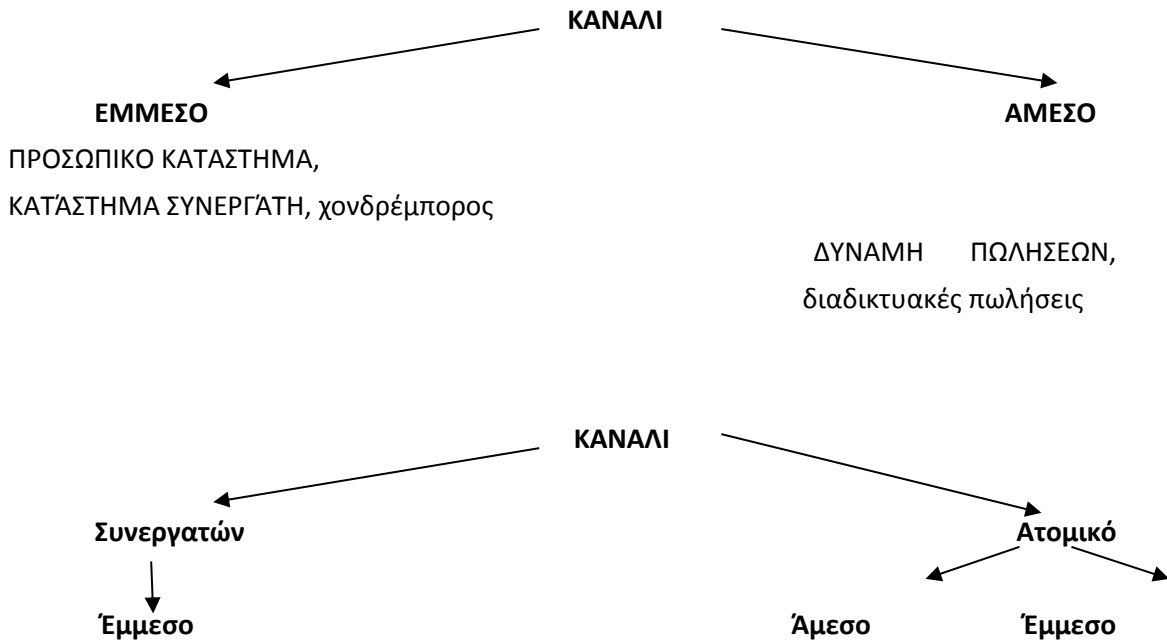 ΚΑΝΑΛΙ
ΕΜΜΕΣΟ ΑΜΕΣΟ
ΠΡΟΣΩΠΙΚΟ ΚΑΤΑΣΤΗΜΑ,
ΚΑΤΆΣΤΗΜΑ ΣΥΝΕΡΓΆΤΗ, χονδρέμπορος
ΔΥΝΑΜΗ ΠΩΛΗΣΕΩΝ,
διαδικτυακές πωλήσεις
ΚΑΝΑΛΙ
Συνεργατών Ατομικό
Έμμεσο Άμεσο Έμμεσο